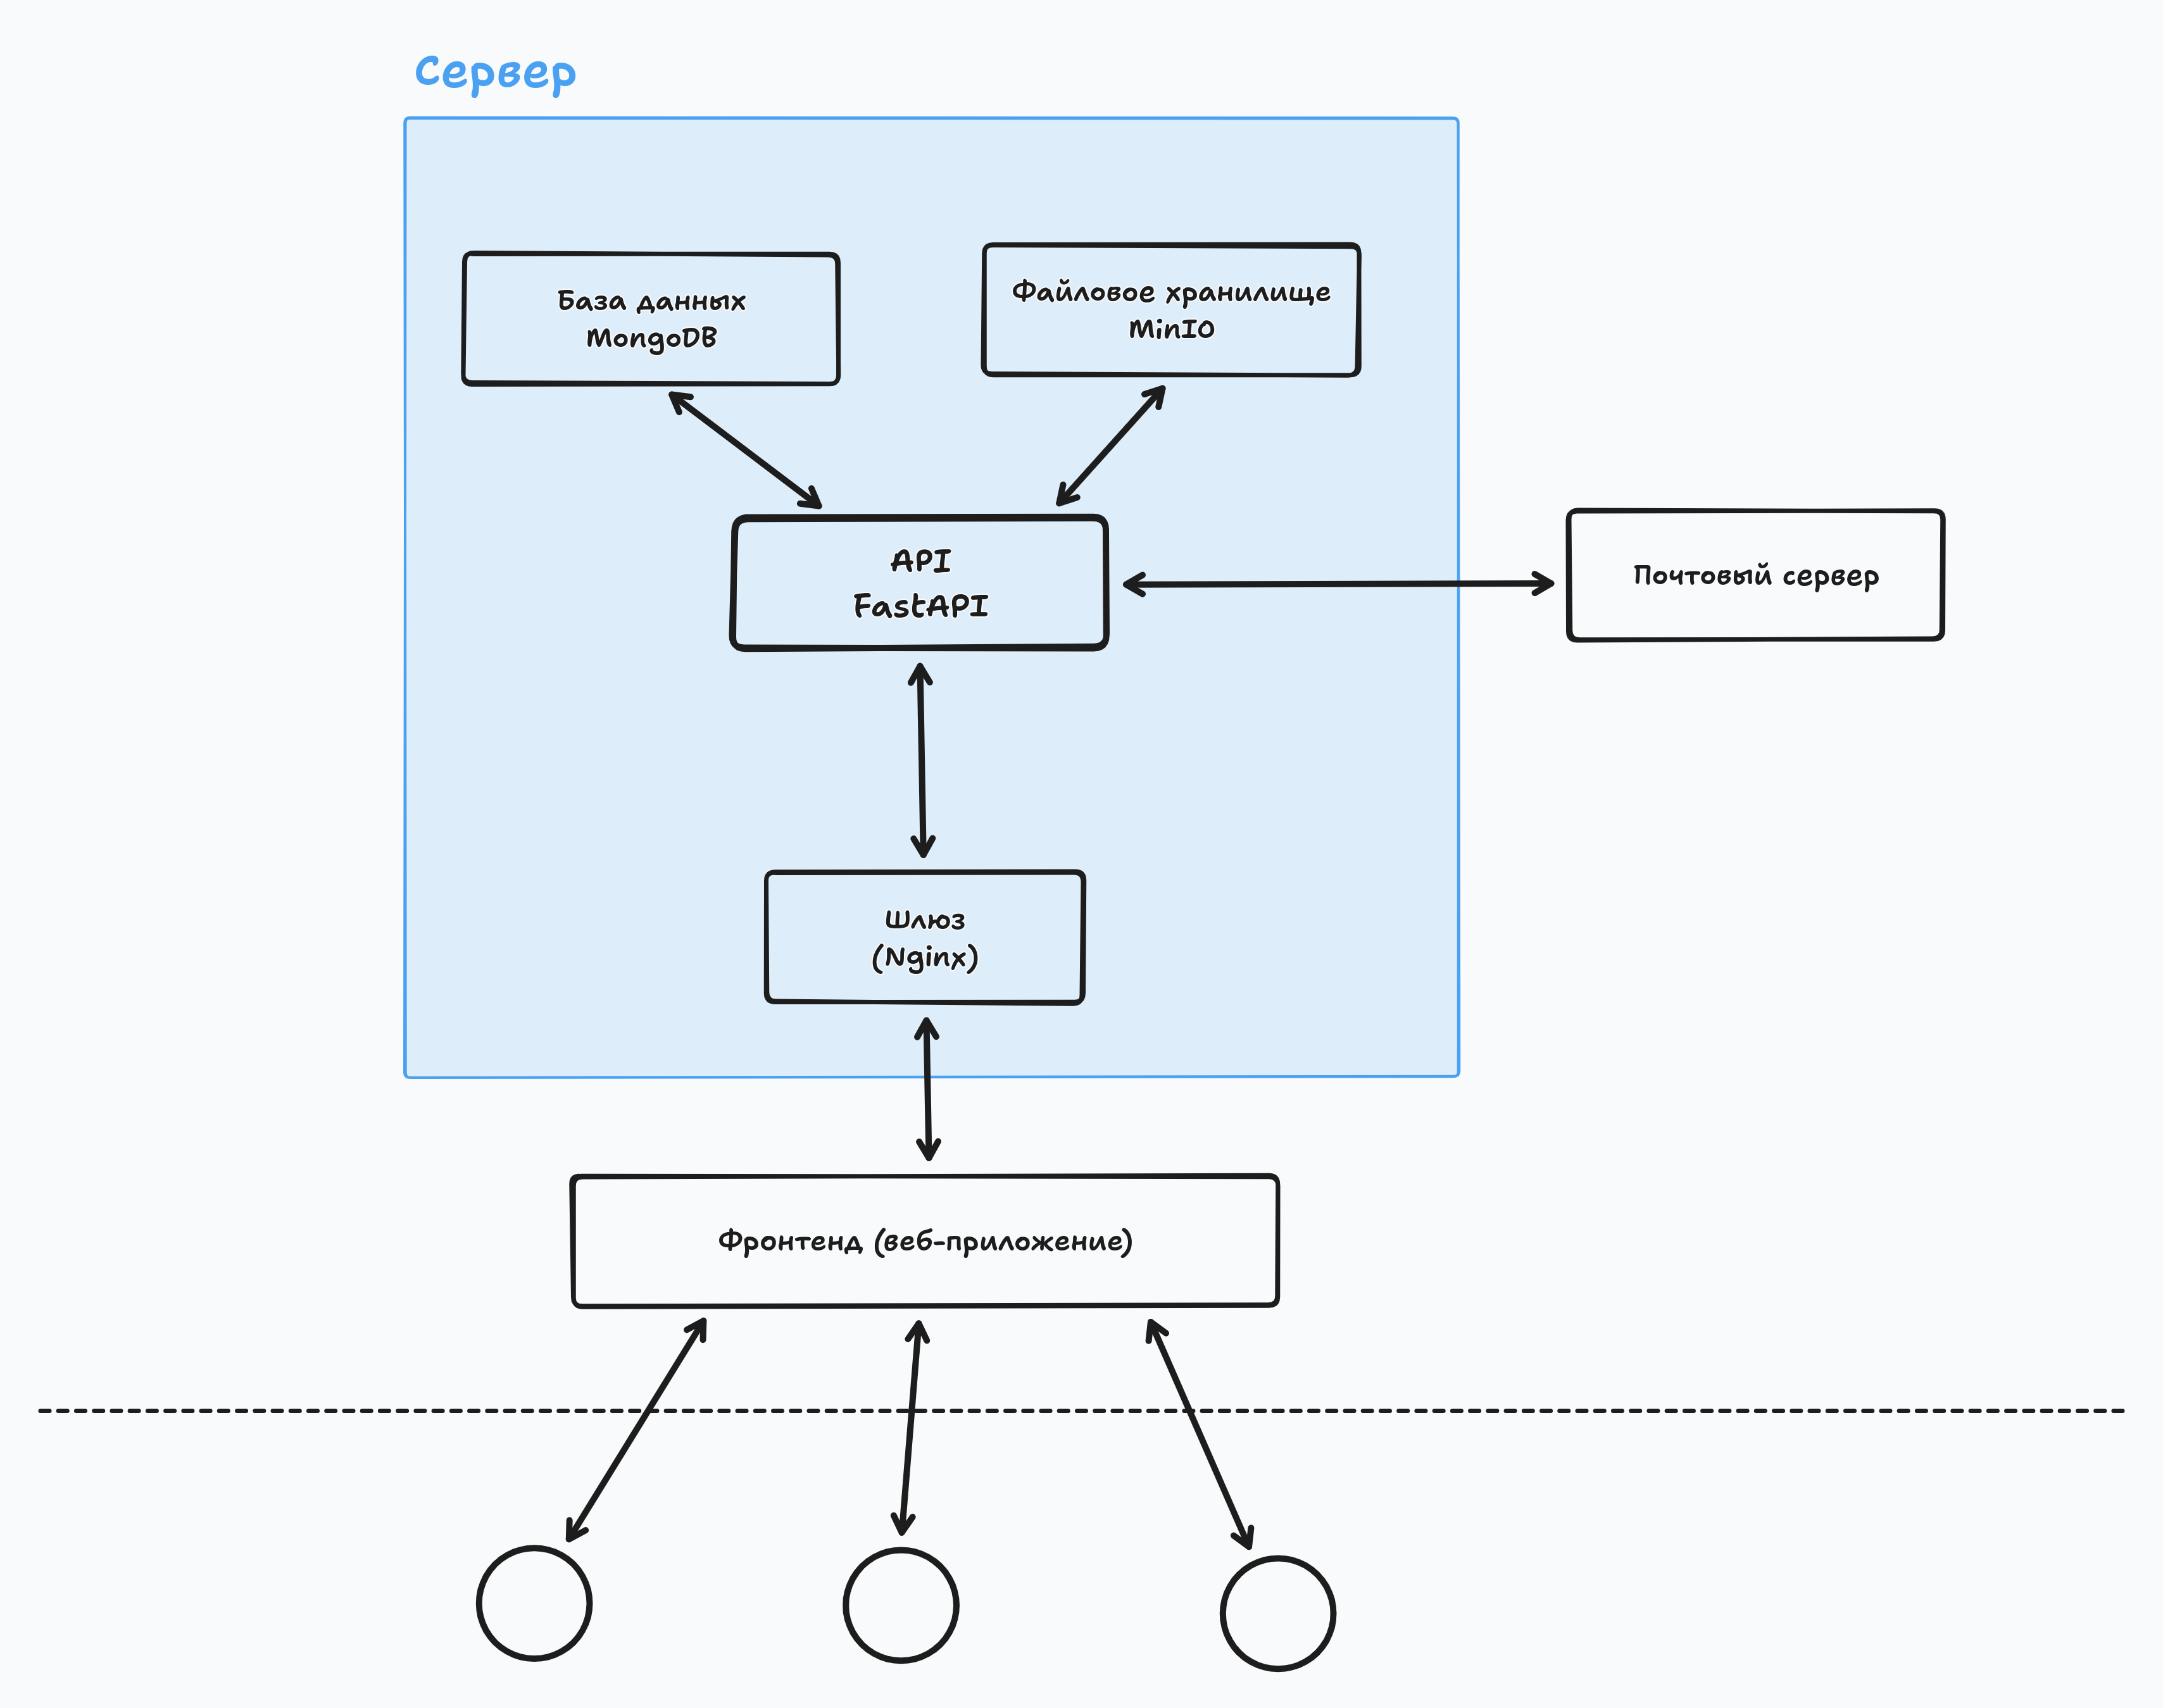 Сервер
База данных
MongoDB
Файловое хранилище
MinIO
API
FastAPI
Почтовый сервер
Шлюз
(Nginx)
Фронтенд (веб-приложение)